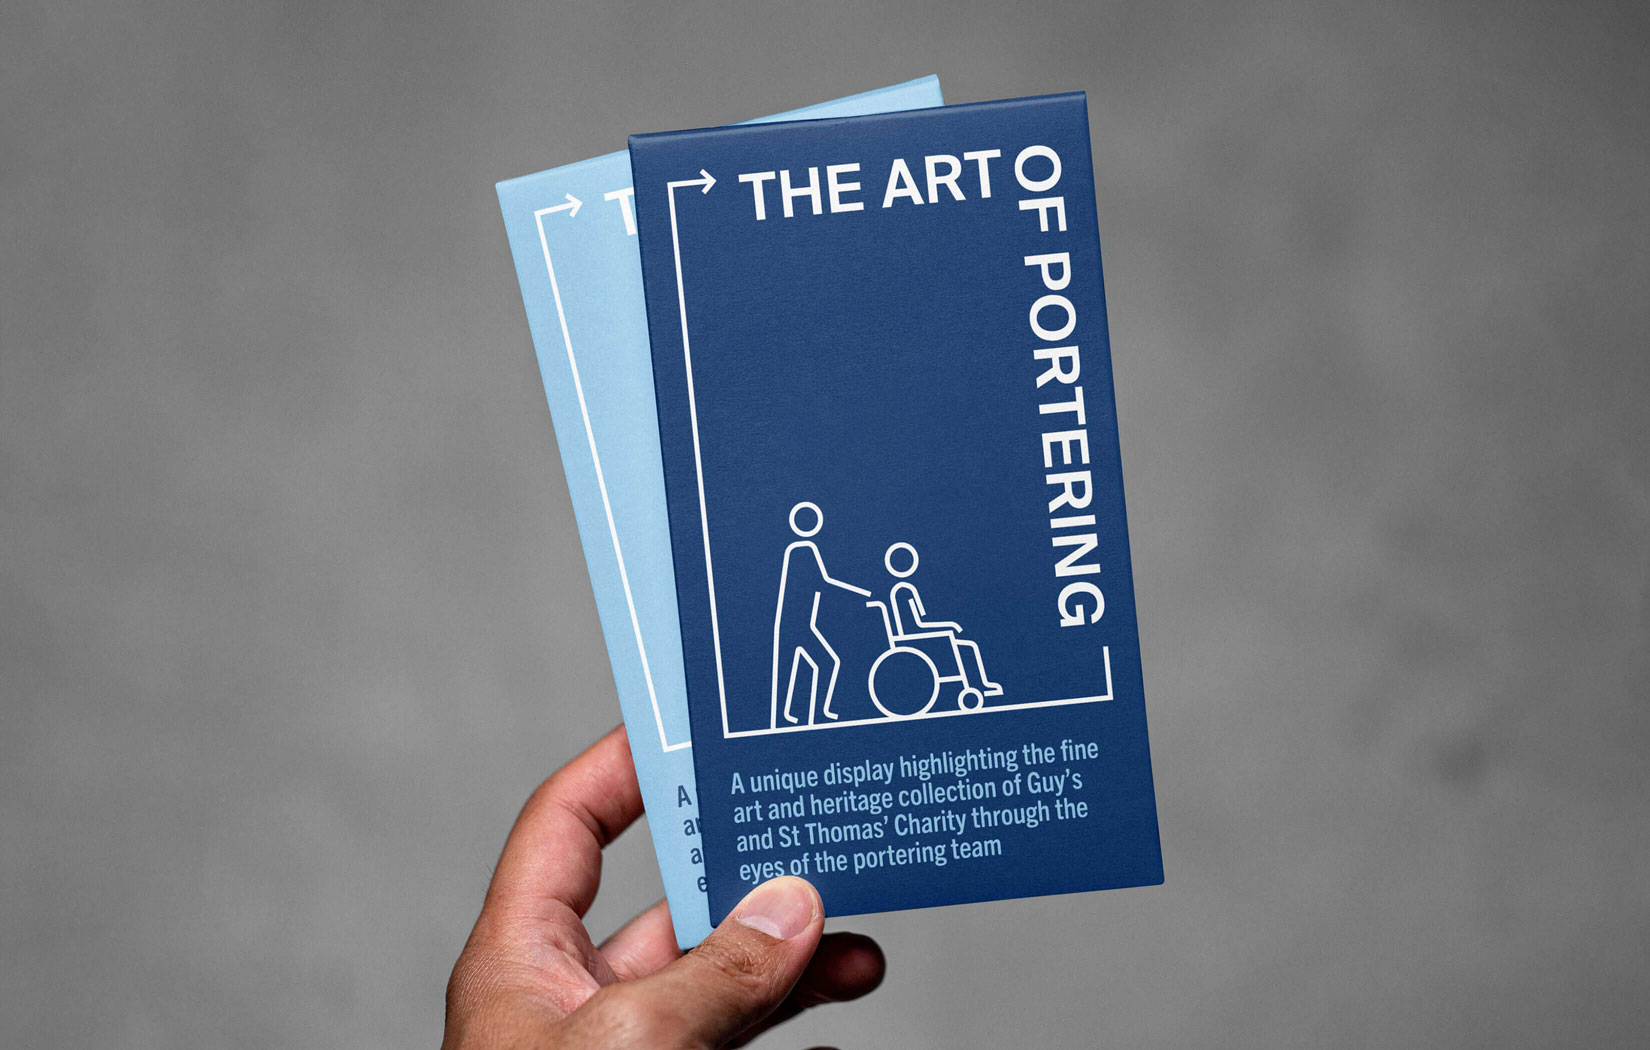 THE ART
OF PORTERING
A unique display highlighting the fine
art and heritage collection of Guy's
and St Thomas' Charity through the
eyes of the portering team
T
A
a
a
e